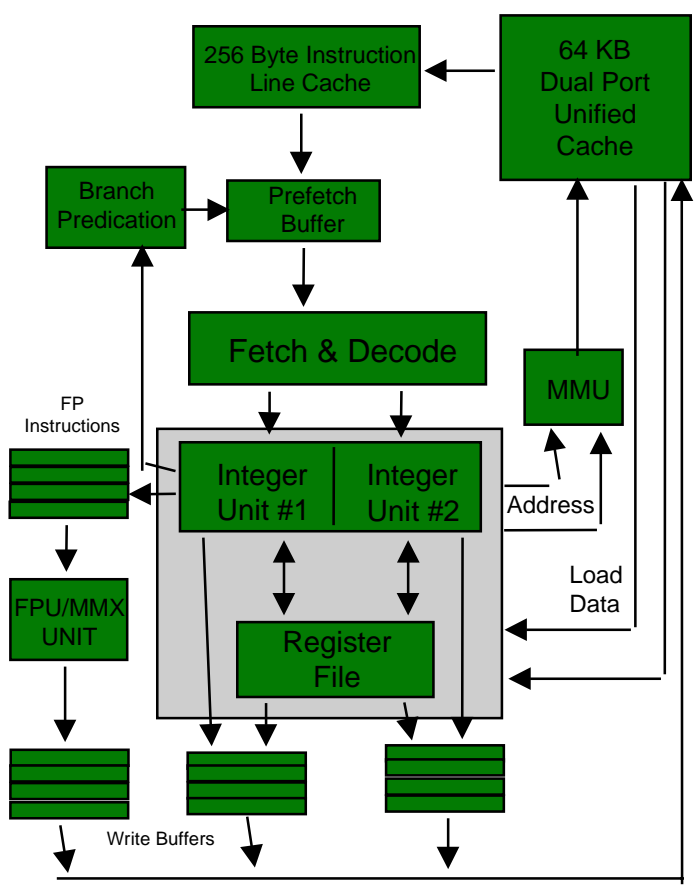 256 Byte Instruction
Line Cache
64 KB
Dual Port
Unified
Cache
Branch
Predication
Prefetch
Buffer
Fetch & Decode
MMU
FP
Instructions
Integer
Unit #1
Integer
Unit #2
Address
FPU/MMX
UNIT
Load
Data
Register
File
Write Buffers